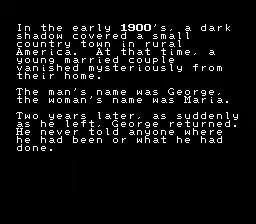 In the early 1900's, a dark
shadow covered a small
country town in rural
America.  At that time, a
young married couple
vanished mysteriously from
their home.
The man's name was George,
the woman's name was Maria.
Two years later, as suddenly
as he left, George returned.
He never told anyone where
he had been or what he had
done.